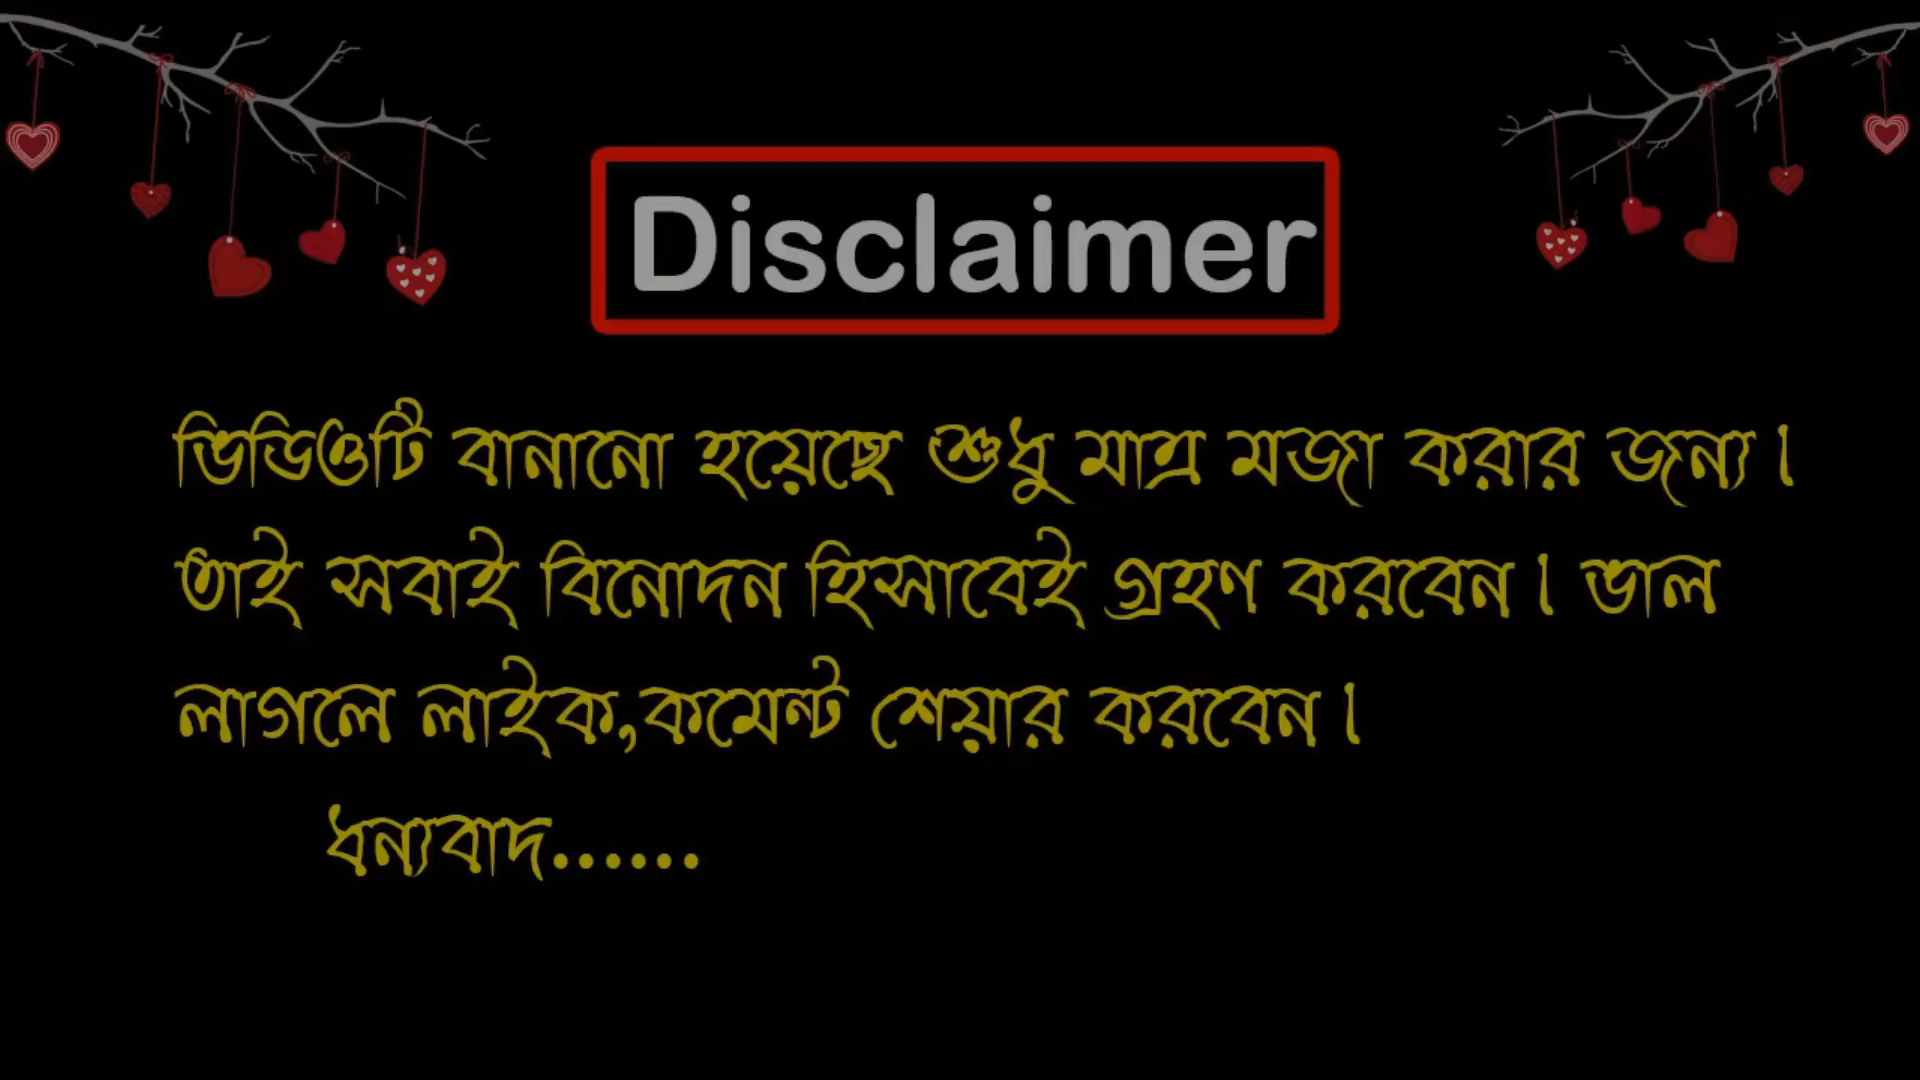 Disclaimer
ভিডিওটি বানানো হয়েছে শুধু মাত্র মজা করার জন্য।
তাই সবাই বিনোদন হিসাবেই গ্রহণ করবেন। ভাল
লাগলে লাইক,কমেন্ট শেয়ার করবেন।
ধন্যবাদ......